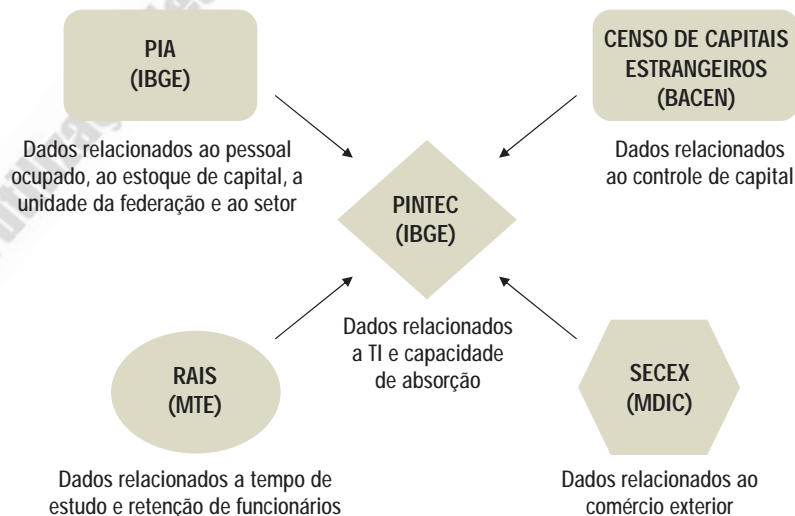 PIA
(IBGE)
Dados relacionados ao pessoal
ocupado, ao estoque de capital, a
unidade da federação e ao setor
CENSO DE CAPITAIS
ESTRANGEIROS
(BACEN)
Dados relacionados
ao controle de capital
PINTEC
(IBGE)
Dados relacionados
a TI e capacidade
de absorção
RAIS
(MTE)
Dados relacionados a tempo de
estudo e retenção de funcionários
SECEX
(MDIC)
Dados relacionados ao
comércio exterior